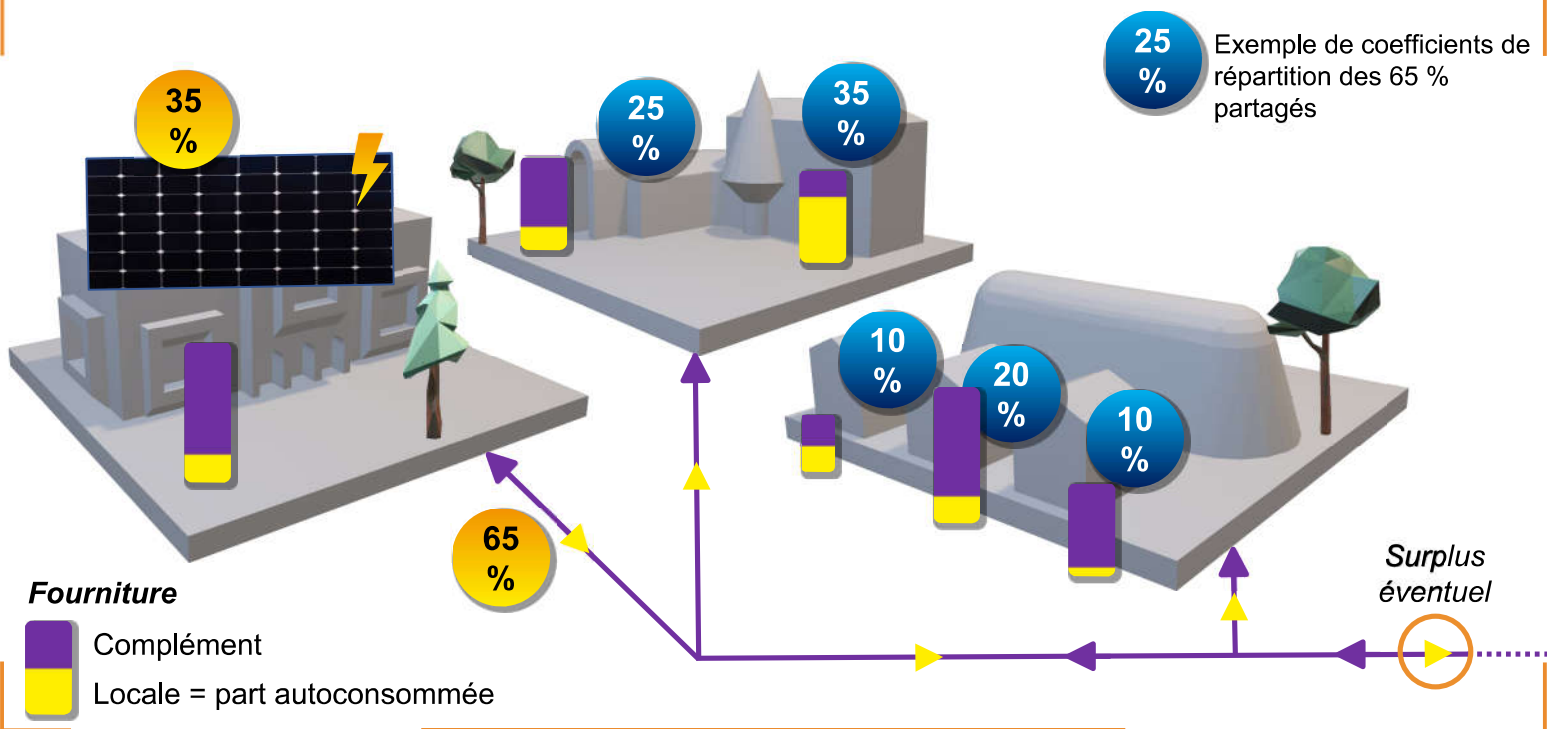 35
%
25
%
35
%
25
%
Exemple de coefficients de
répartition des 65 %
partagés
10
%
20
%
10
%
65
%
Surplus
éventuel
Fourniture
Complément
Locale = part autoconsommée